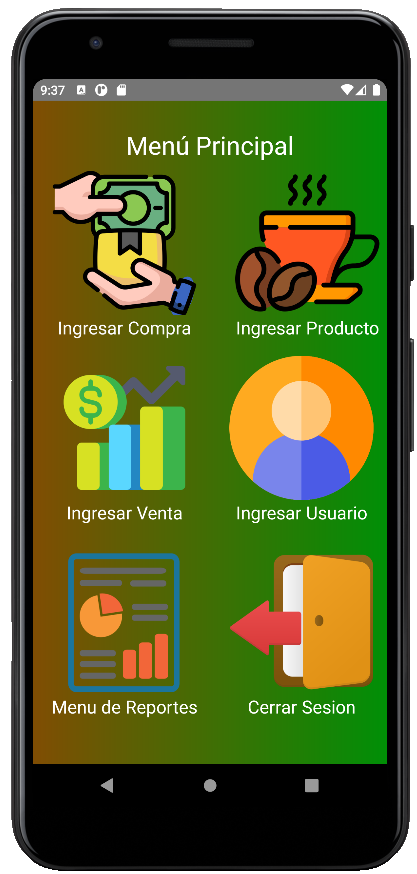 9:37
Menú Principal
Ingresar Compra
Ingresar Producto
$
Ingresar Venta
Ingresar Usuario
Menu de Reportes
Cerrar Sesion